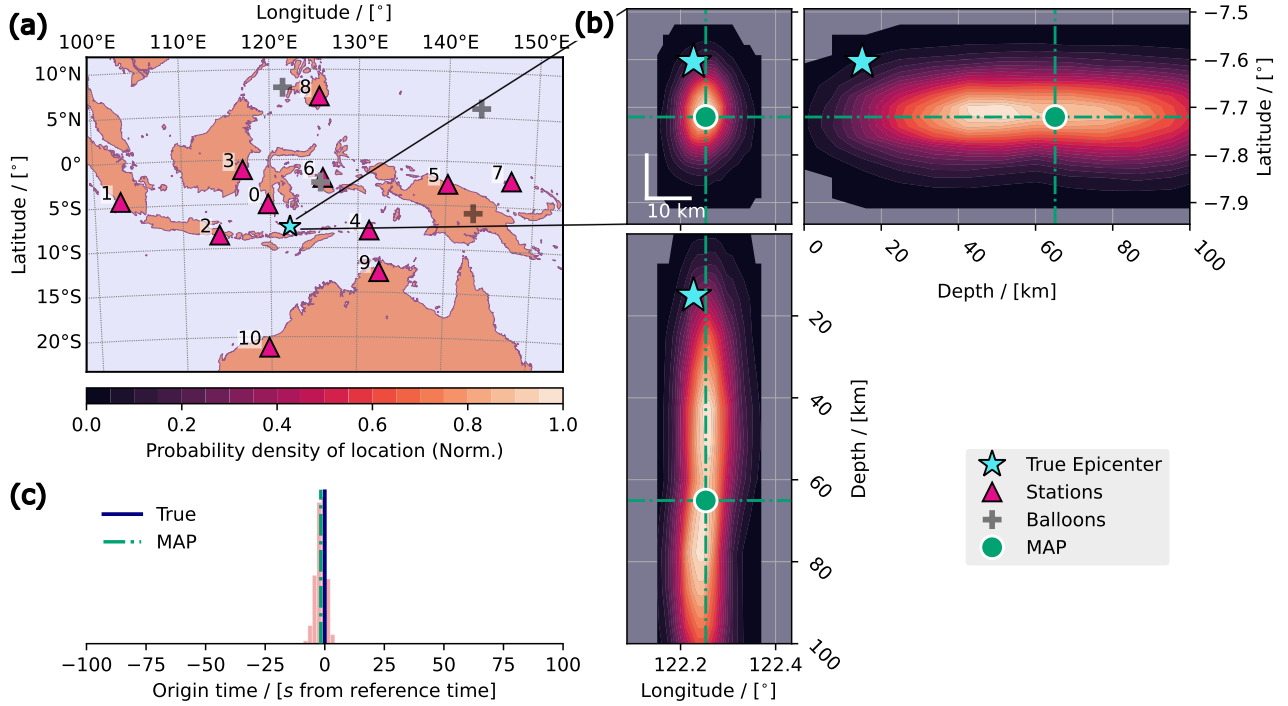 (a)
Longitude / [°]
100°E 110°E 120°E 130°E 140°E 150°E
Latitude / [°]
10°N
5°N
0°
5°S
10°S
15°S
20°S
8
3
6
5
7
1
0
2
4
9
10
0.0 0.2 0.4 0.6 0.8 1.0
Probability density of location (Norm.)
(b)
10 km
−7.5
−7.6
−7.7
−7.8
−7.9
Latitude / [°]
0 20 40 60 80 100
Depth / [km]
20
40
60
80
100
Depth / [km]
122.2 122.4
Longitude / [°]
True Epicenter
Stations
Balloons
MAP
(c)
True
MAP
−100 −75 −50 −25 0 25 50 75 100
Origin time / [s from reference time]